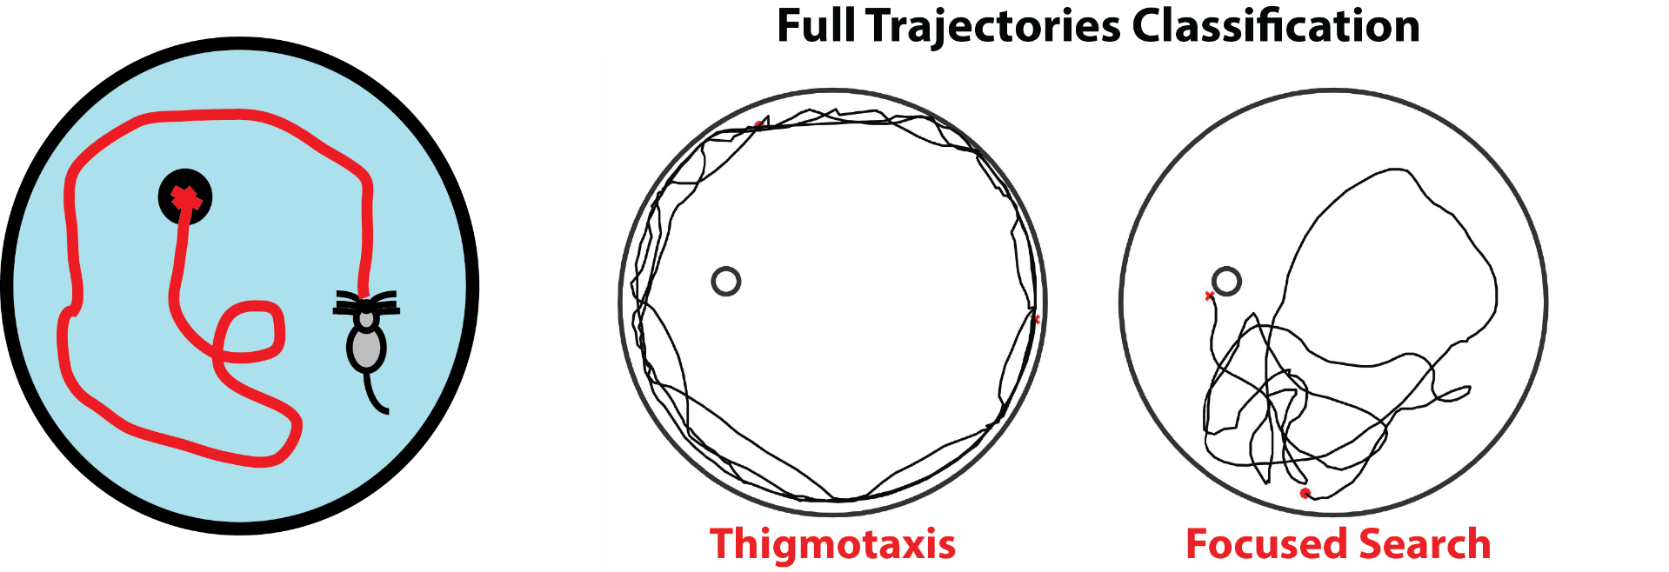 Full Trajectories Classification
Thigmotaxis
Focused Search